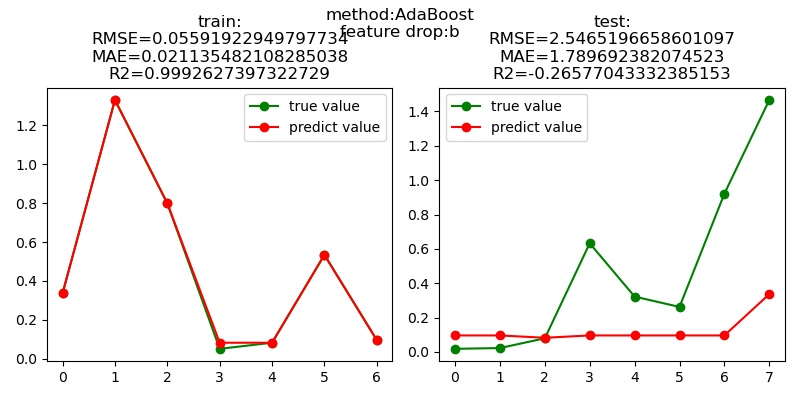 method:AdaBoost
feature drop:b
train:
RMSE=0.05591922949797734
MAE=0.021135482108285038
R2=0.9992627397322729
test:
RMSE=2.5465196658601097
MAE=1.789692382074523
R2=-0.26577043332385153
true value
predict value
1.2
1.0
0.8
0.6
0.4
0.2
0.0
0 1 2 3 4 5 6
true value
predict value
1.4
1.2
1.0
0.8
0.6
0.4
0.2
0.0
0 1 2 3 4 5 6 7